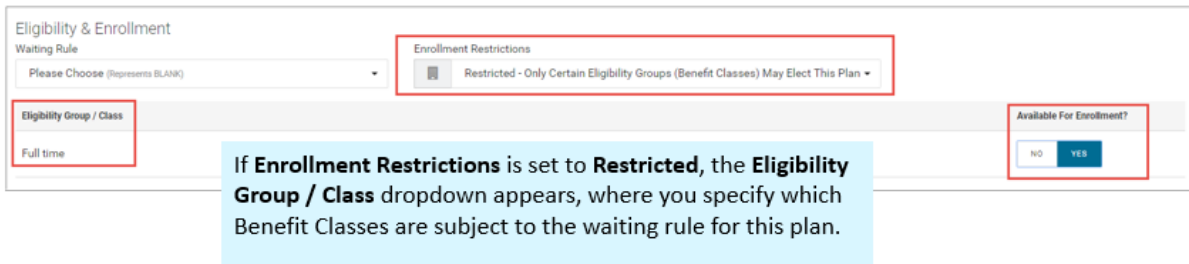 Eligibility & Enrollment
Waiting Rule
Enrollment Restrictions
Please Choose (Represents BLANK)
Restricted - Only Certain Eligibility Groups (Benefit Classes) May Elect This Plan
Eligibility Group / Class
Available For Enrollment?
Full time
NO YES
If Enrollment Restrictions is set to Restricted, the Eligibility
Group / Class dropdown appears, where you specify which
Benefit Classes are subject to the waiting rule for this plan.